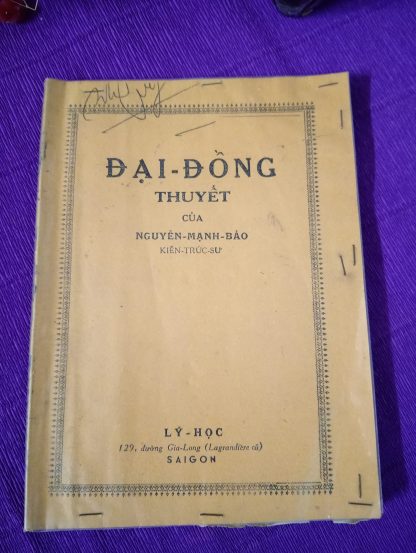 ĐẠI-ĐỒNG
THUYẾT
CỦA
NGUYỄN-MẠNH-BẢO
KIẾN-TRÚC-SƯ
LÝ-HỌC
129, đường Gia-Long (Lagrandière cũ)
SAIGON